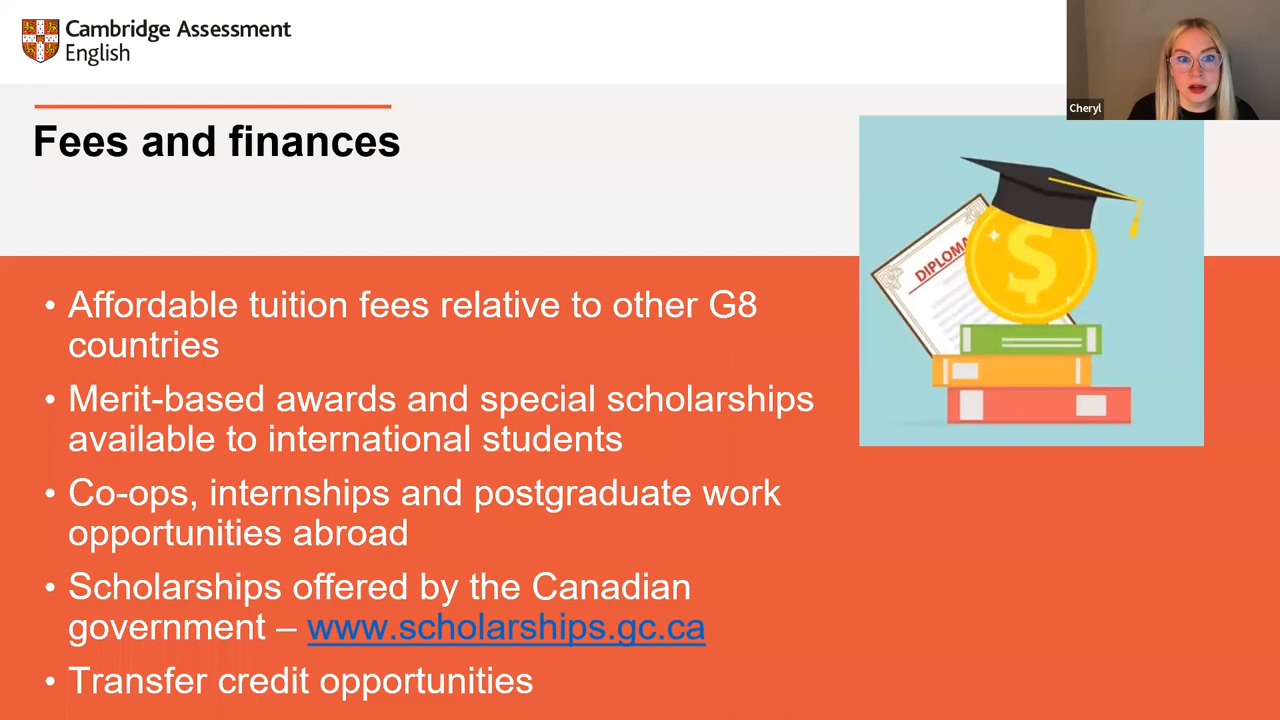 Cambridge Assessment
English
Cheryl
Fees and finances
DIPLOMA
$
• Affordable tuition fees relative to other G8
countries
• Merit-based awards and special scholarships
available to international students
• Co-ops, internships and postgraduate work
opportunities abroad
• Scholarships offered by the Canadian
government – www.scholarships.gc.ca
• Transfer credit opportunities